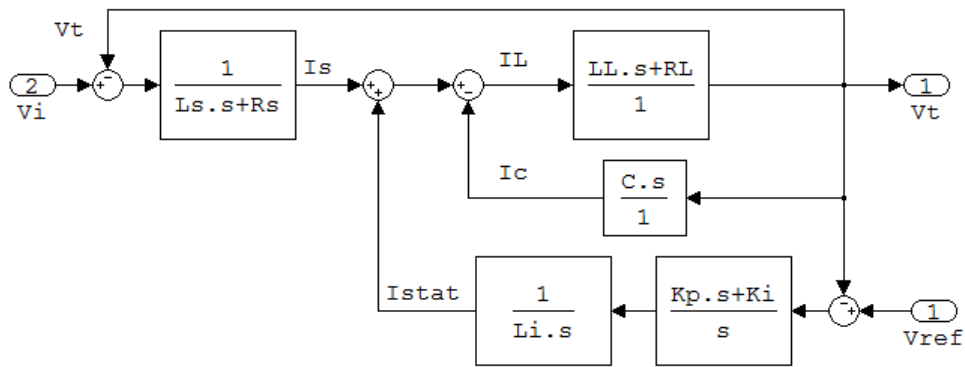 Vt
2
Vi
+
-
1
Ls.s+Rs
Is
+
+
+
-
IL
LL.s+RL
1
1
Vt
Ic
C.s
1
Istat
1
Li.s
Kp.s+Ki
s
-
+
1
Vref